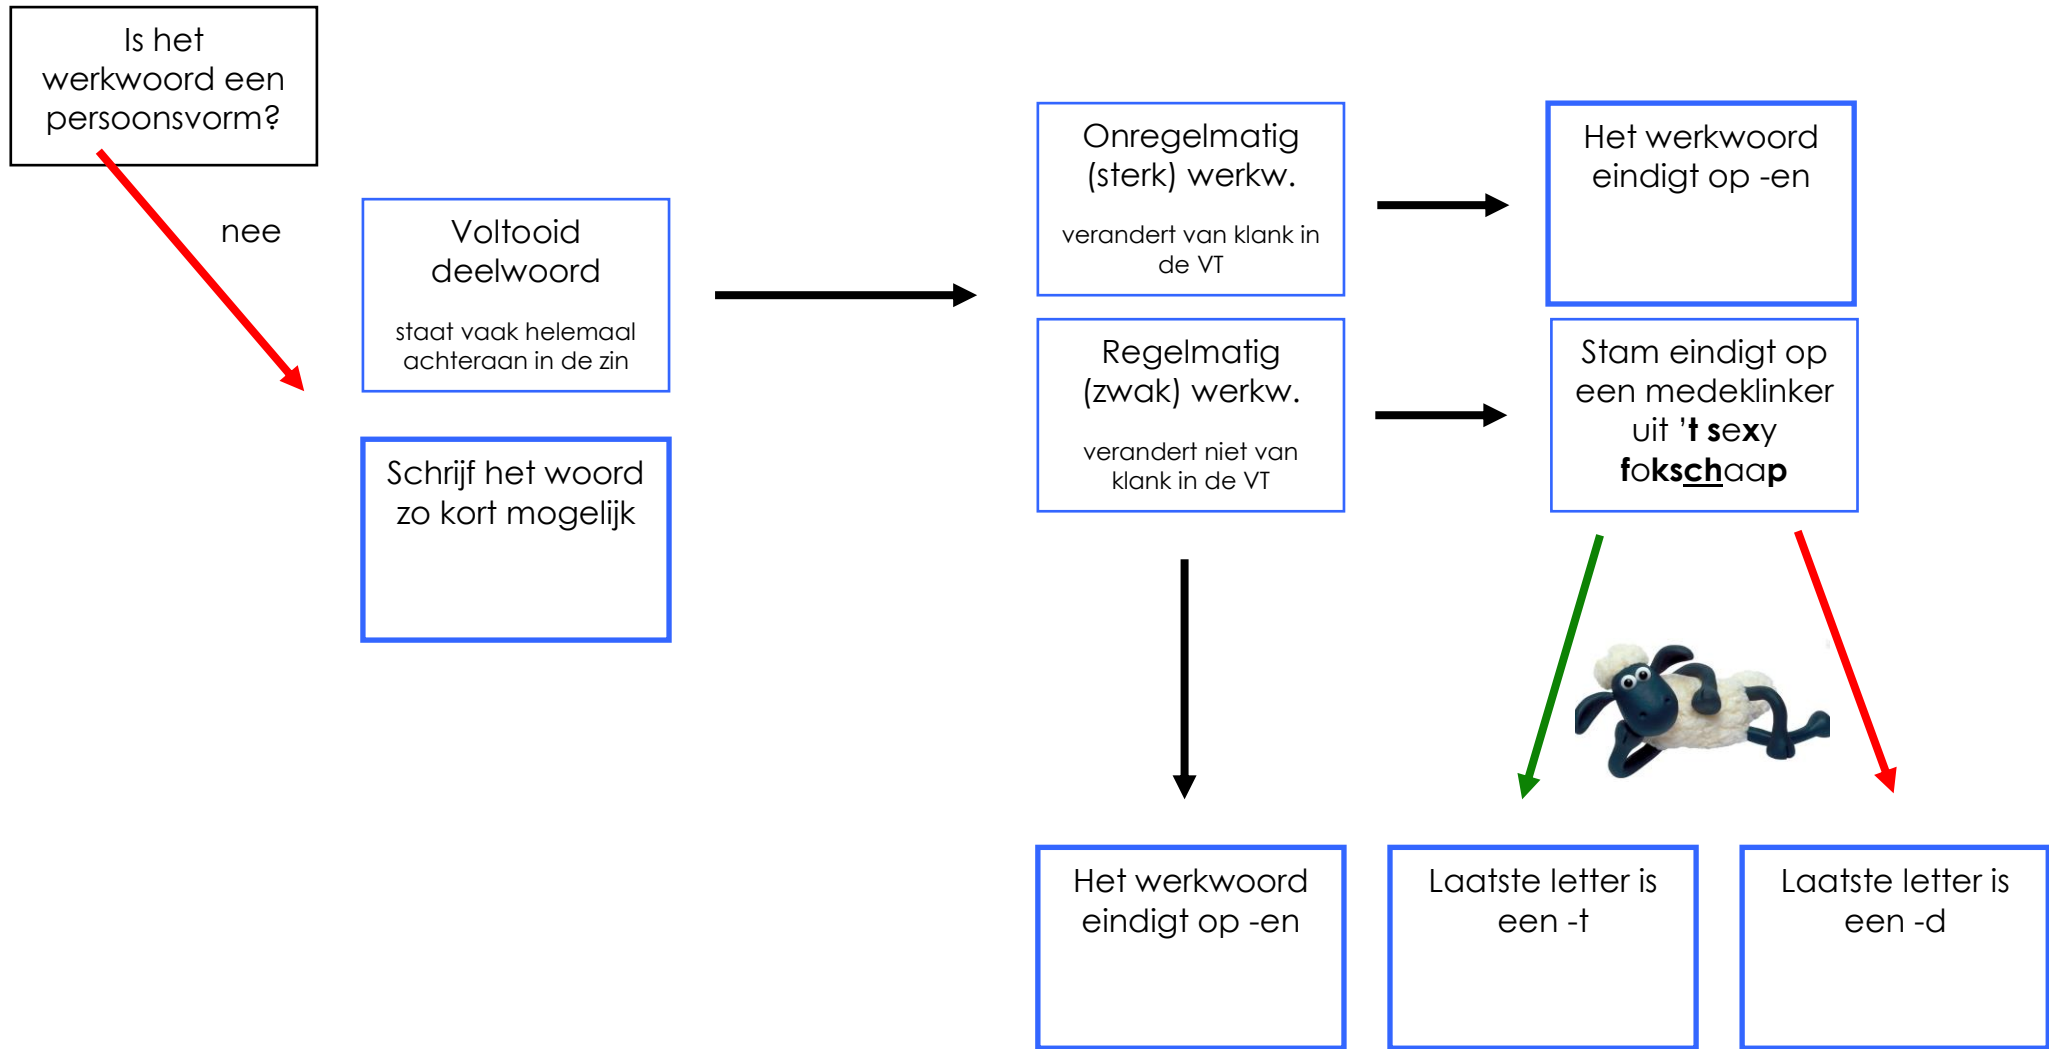 Is het
werkwoord een
persoonsvorm?
nee
Voltooid
deelwoord
staat vaak helemaal
achteraan in de zin
Schrijf het woord
zo kort mogelijk
Onregelmatig
(sterk) werkw.
verandert van klank in
de VT
Het werkwoord
eindigt op -en
Regelmatig
(zwak) werkw.
verandert niet van
klank in de VT
Stam eindigt op
een medeklinker
uit ’t sexy
fokschaap
Het werkwoord
eindigt op -en
Laatste letter is
een -t
Laatste letter is
een -d